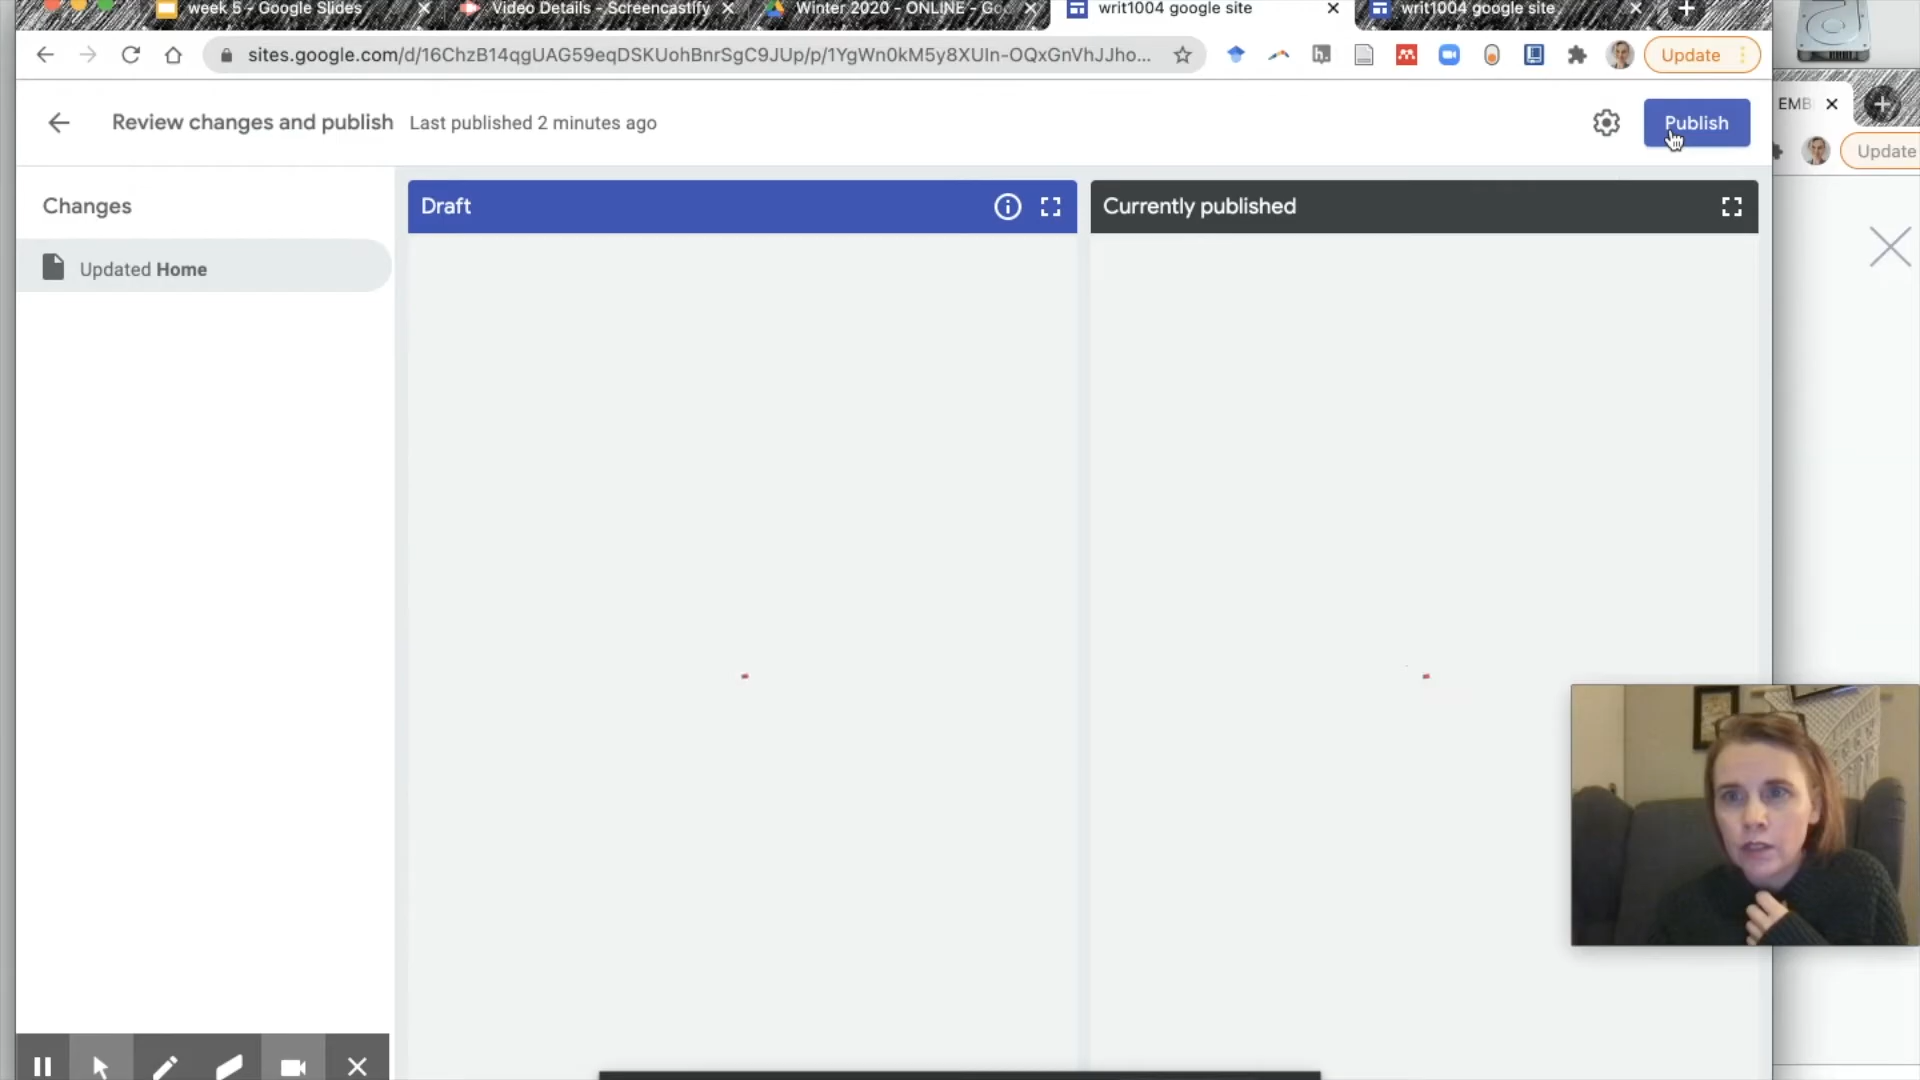 week 5 - Google Slides
Video Details - Screencastify
Winter 2020 - ONLINE - Go
writ1004 google site
writ1004 google site
sites.google.com/d/16ChzB14qgUAG59eqDSKUohBnrSgC9JUp/p/1YgWn0kM5y8XUIn-OQxGnVhJJho...
Update
EMB
Update
Review changes and publish
Last published 2 minutes ago
Publish
Changes
Draft
Currently published
Updated Home